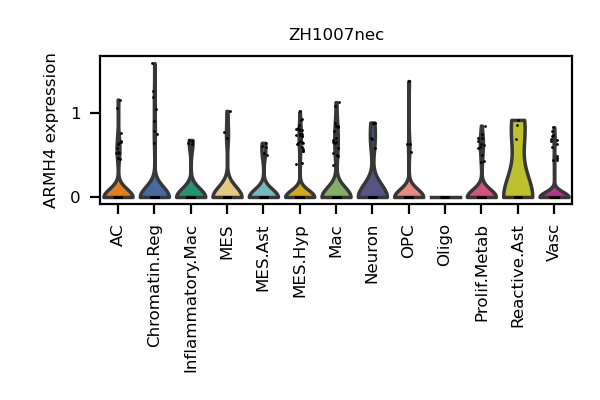 ZH1007nec
ARMH4 expression
1
0
AC
Chromatin.Reg
Inflammatory.Mac
MES
MES.Ast
MES.Hyp
Mac
Neuron
OPC
Oligo
Prolif.Metab
Reactive.Ast
Vasc